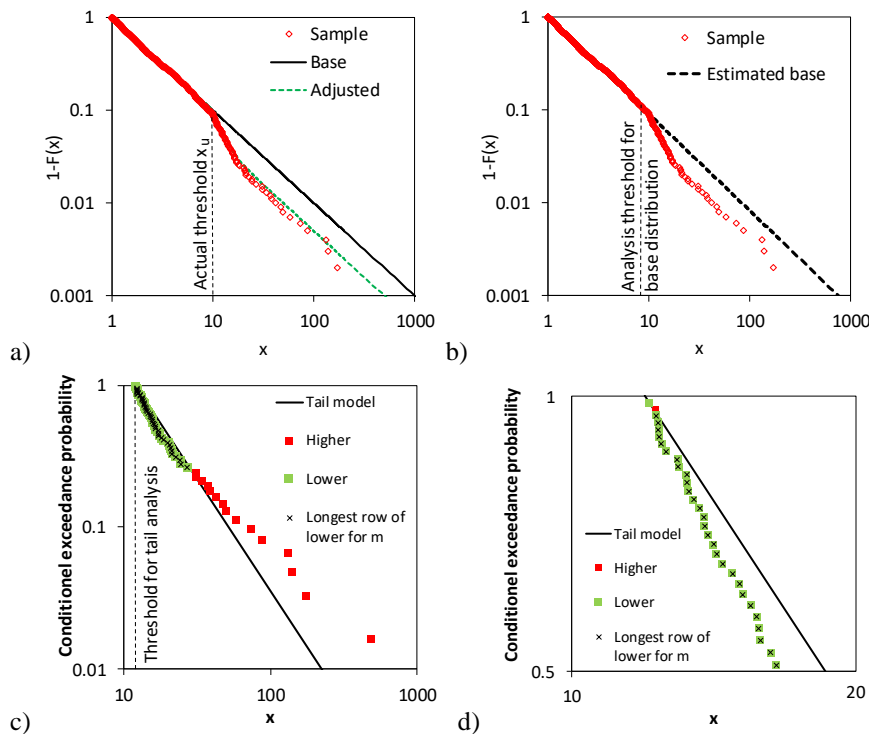 1
0.1
0.01
0.001
1-F(x)
Sample
Base
Adjusted
Actual threshold xu
1
10
100
1000
x
a)
1
0.1
0.01
0.001
1-F(x)
Sample
Estimated base
Analysis threshold for
base distribution
1
10
100
1000
x
b)
1
0.1
0.01
Conditionel exceedance probability
Tail model
Higher
Lower
Longest row of
lower for m
Threshold for tail analysis
10
100
1000
x
c)
1
0.5
Conditionel exceedance probability
Tail model
Higher
Lower
Longest row of
lower for m
10
20
x
d)